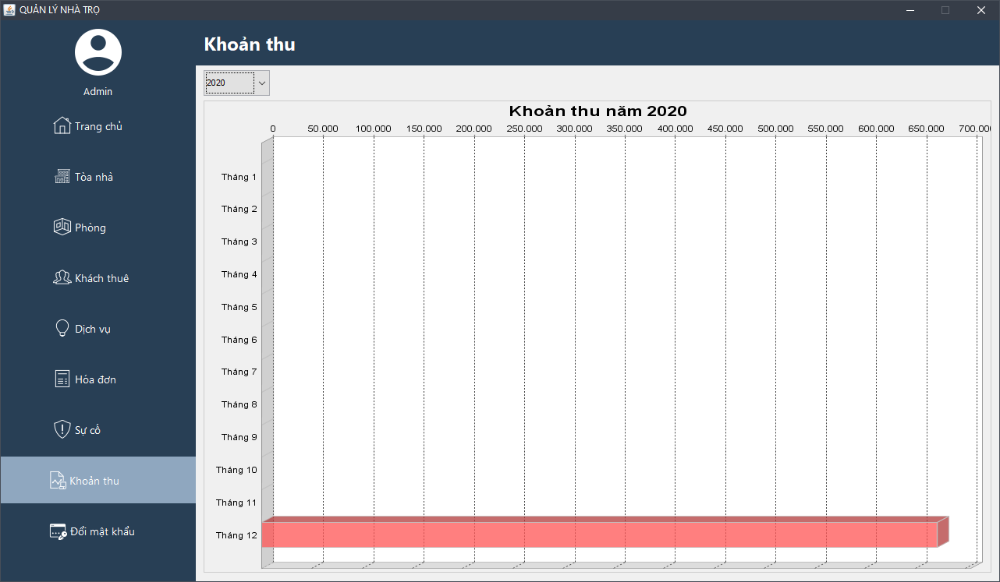 QUẢN LÝ NHÀ TRỌ
Admin
Trang chủ
Tòa nhà
Phòng
Khách thuê
Dịch vụ
Hóa đơn
Sự cố
Khoản thu
Đổi mật khẩu
Khoản thu
2020
Khoản thu năm 2020
0 50.000 100.000 150.000 200.000 250.000 300.000 350.000 400.000 450.000 500.000 550.000 600.000 650.000 700.00
Tháng 1
Tháng 2
Tháng 3
Tháng 4
Tháng 5
Tháng 6
Tháng 7
Tháng 8
Tháng 9
Tháng 10
Tháng 11
Tháng 12